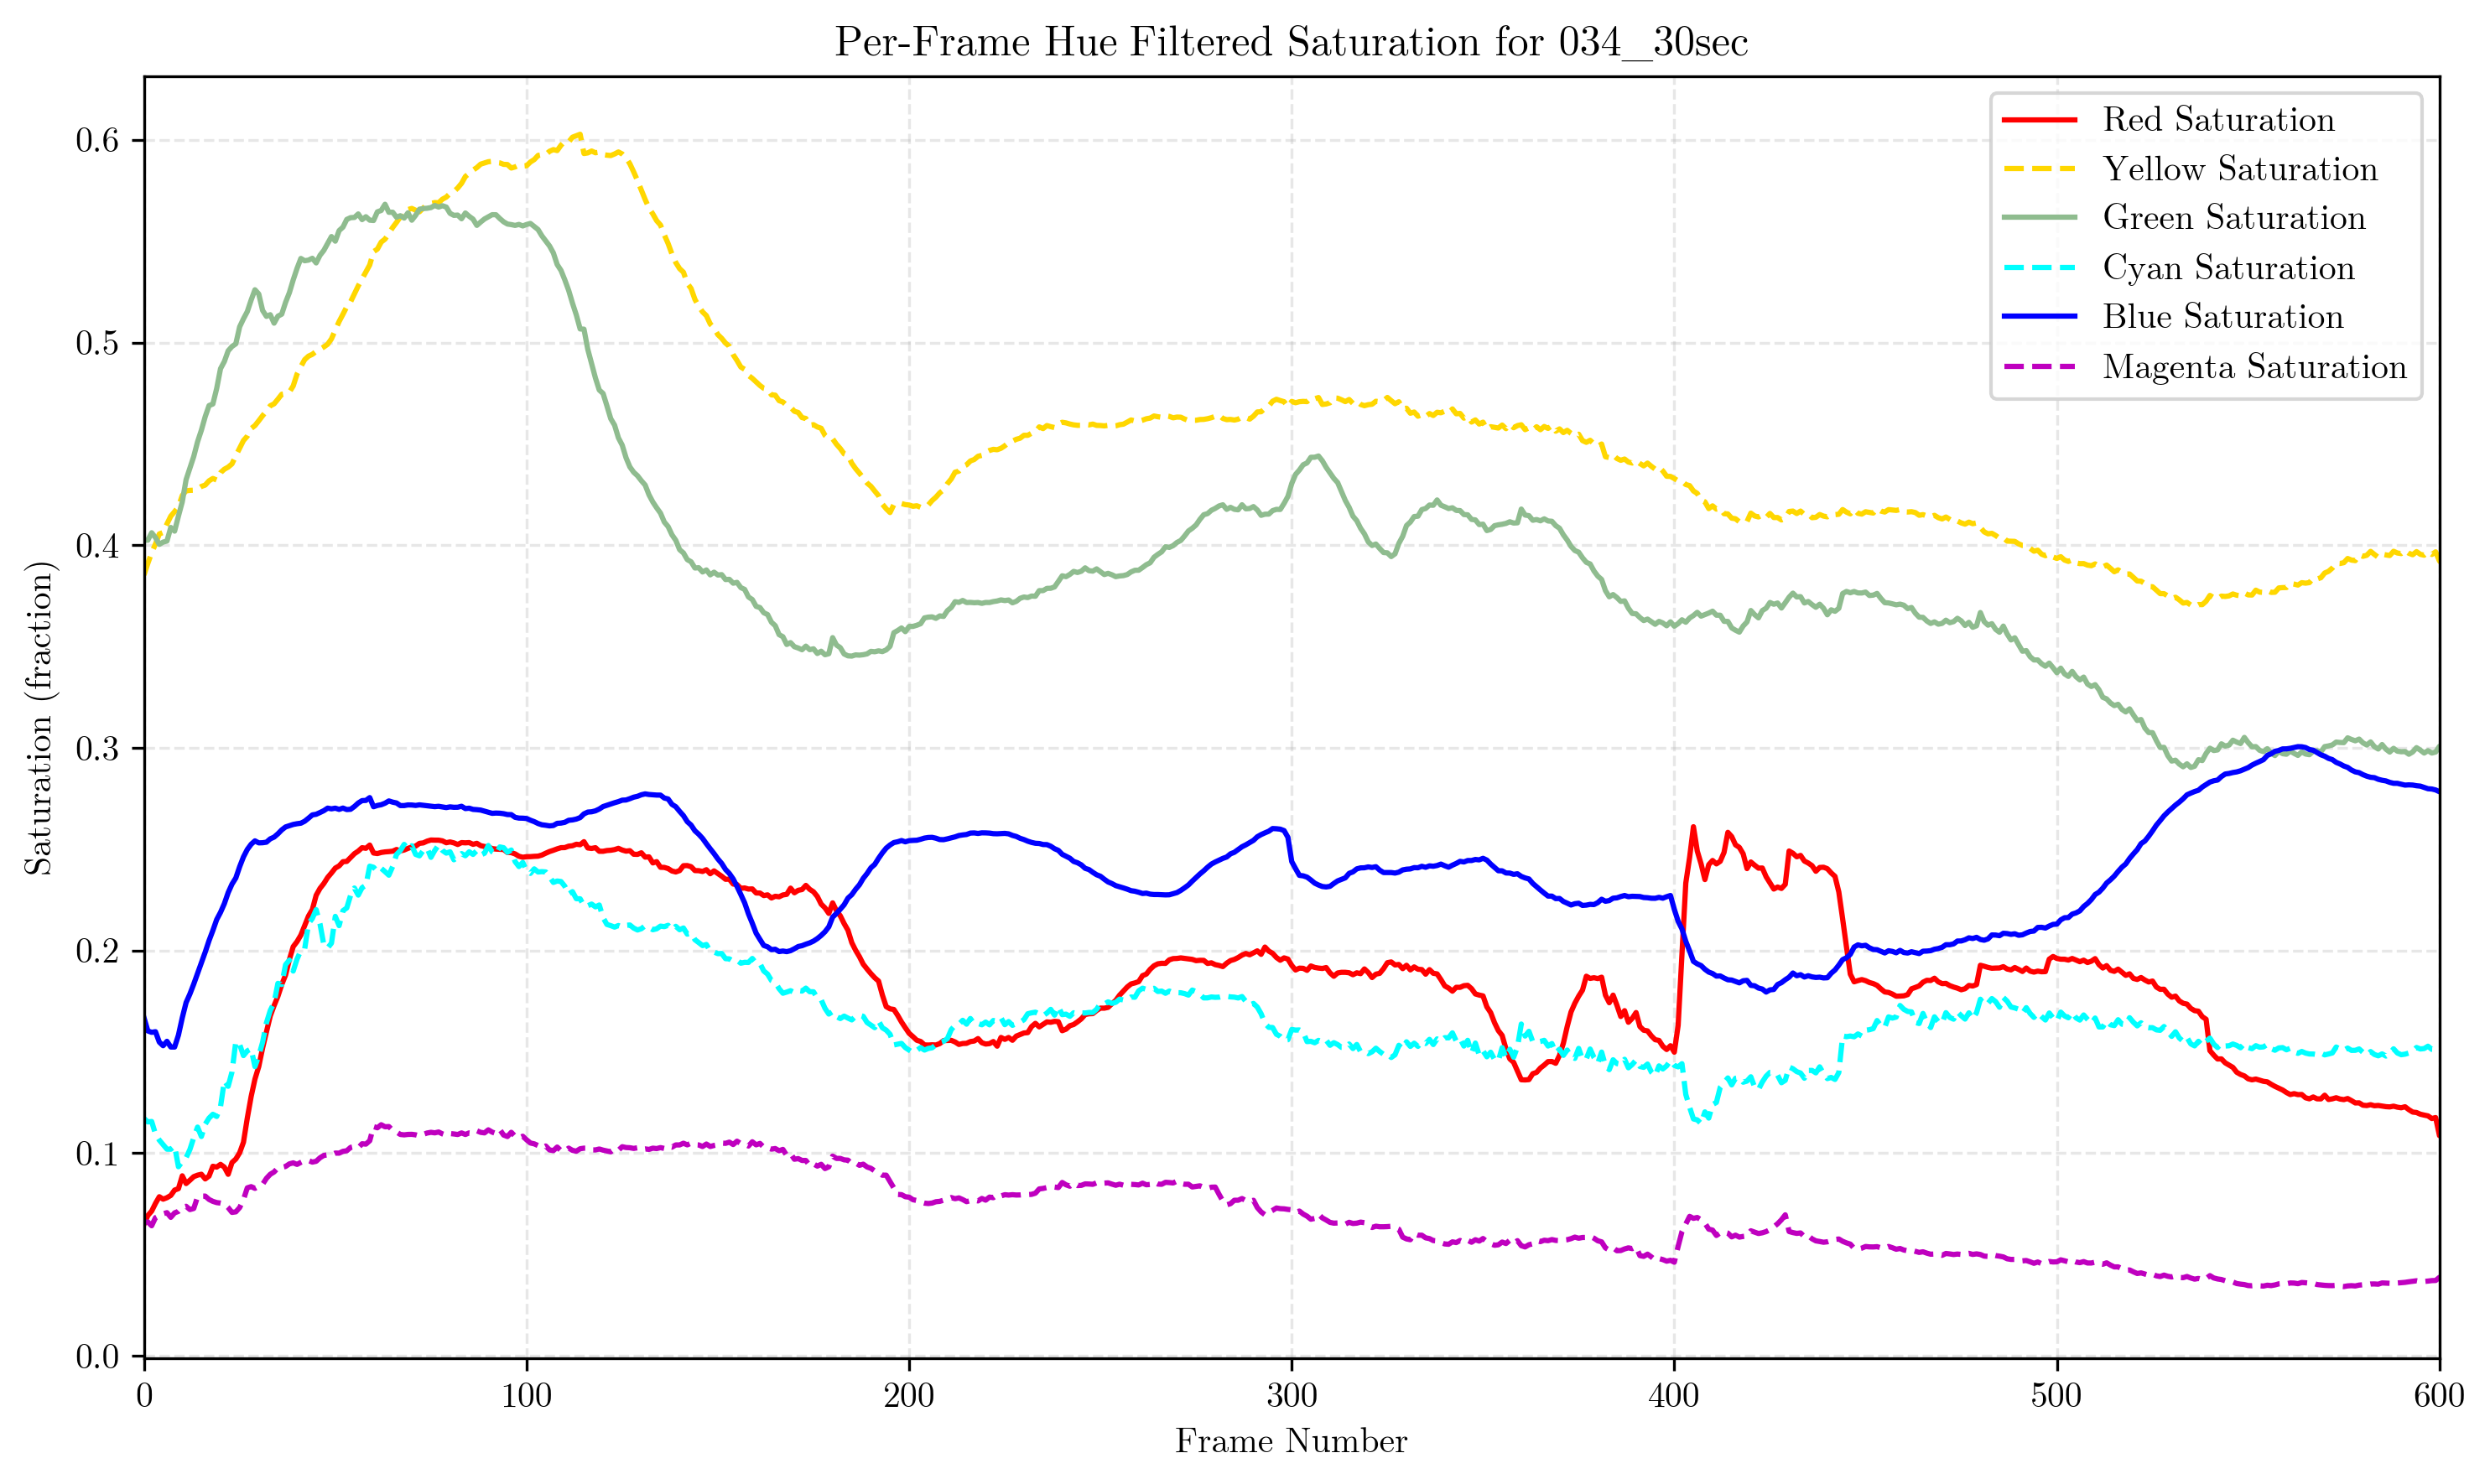 Per-Frame Hue Filtered Saturation for 034_30sec
Saturation (fraction)
0.6
0.5
0.4
0.3
0.2
0.1
0.0
Red Saturation
Yellow Saturation
Green Saturation
Cyan Saturation
Blue Saturation
Magenta Saturation
0 100 200 300 400 500 600
Frame Number